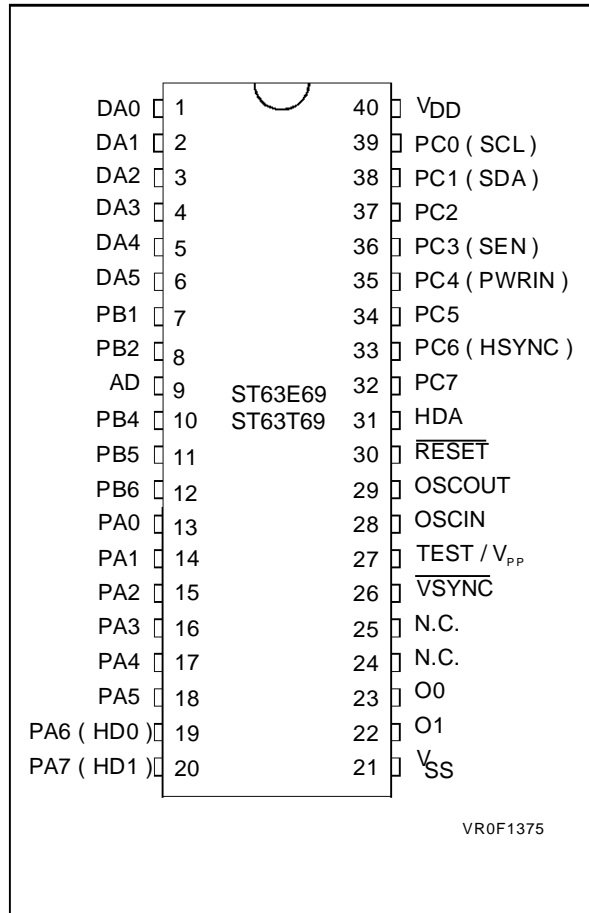 DA0 1 40 VDD
DA1 2 39 PC0 ( SCL )
DA2 3 38 PC1 ( SDA )
DA3 4 37 PC2
DA4 5 36 PC3 ( SEN )
DA5 6 35 PC4 ( PWRIN )
PB1 7 34 PC5
PB2 8 33 PC6 ( HSYNC )
AD 9 ST63E69 32 PC7
PB4 10 ST63T69 31 HDA
PB5 11 30 RESET
PB6 12 29 OSCOUT
PA0 13 28 OSCIN
PA1 14 27 TEST / VPP
PA2 15 26 VSYNC
PA3 16 25 N.C.
PA4 17 24 N.C.
PA5 18 23 O0
PA6 ( HD0 ) 19 22 O1
PA7 ( HD1 ) 20 21 VSS
VR0F1375